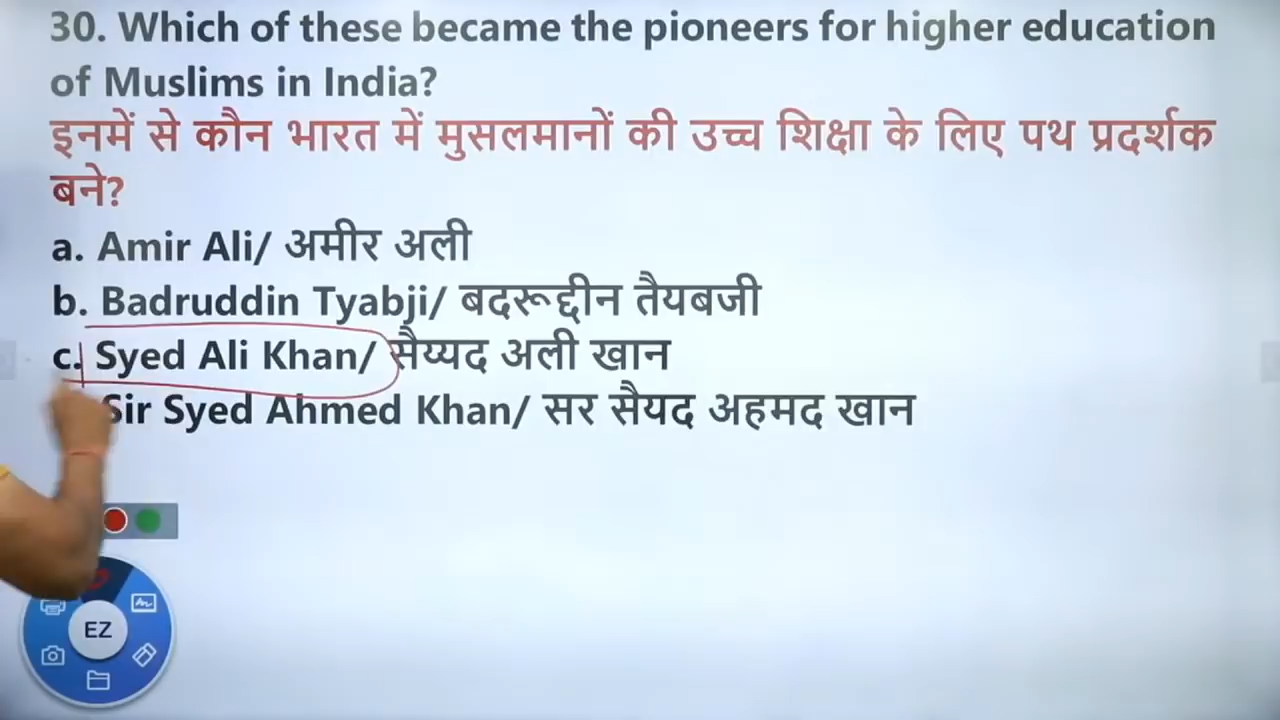 30. Which of these became the pioneers for higher education
of Muslims in India?
इनमें से कौन भारत में मुसलमानों की उच्च शिक्षा के लिए पथ प्रदर्शक
बने?
a. Amir Ali/ अमीर अली
b. Badruddin Tyabji/ बदरूद्दीन तैयबजी
c. Syed Ali Khan/ सैय्यद अली खान
Sir Syed Ahmed Khan/ सर सैयद अहमद खान
EZ